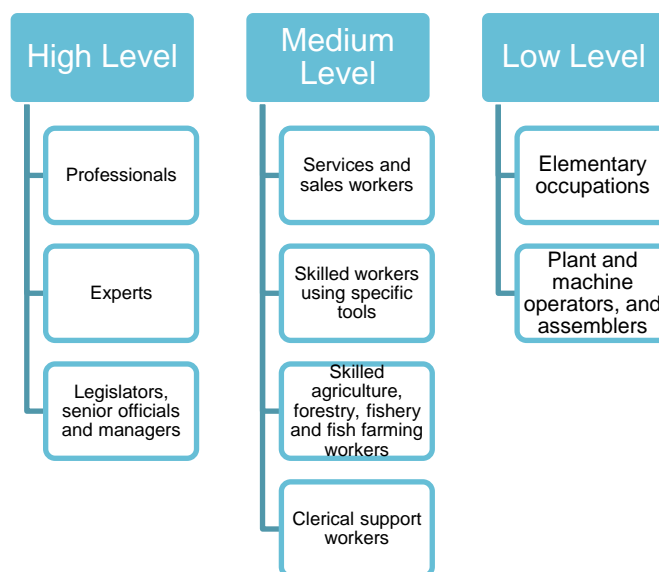 High Level
Professionals
Experts
Legislators,
senior officials
and managers
Medium
Level
Services and
sales workers
Skilled workers
using specific
tools
Skilled
agriculture,
forestry, fishery
and fish farming
workers
Clerical support
workers
Low Level
Elementary
occupations
Plant and
machine
operators, and
assemblers